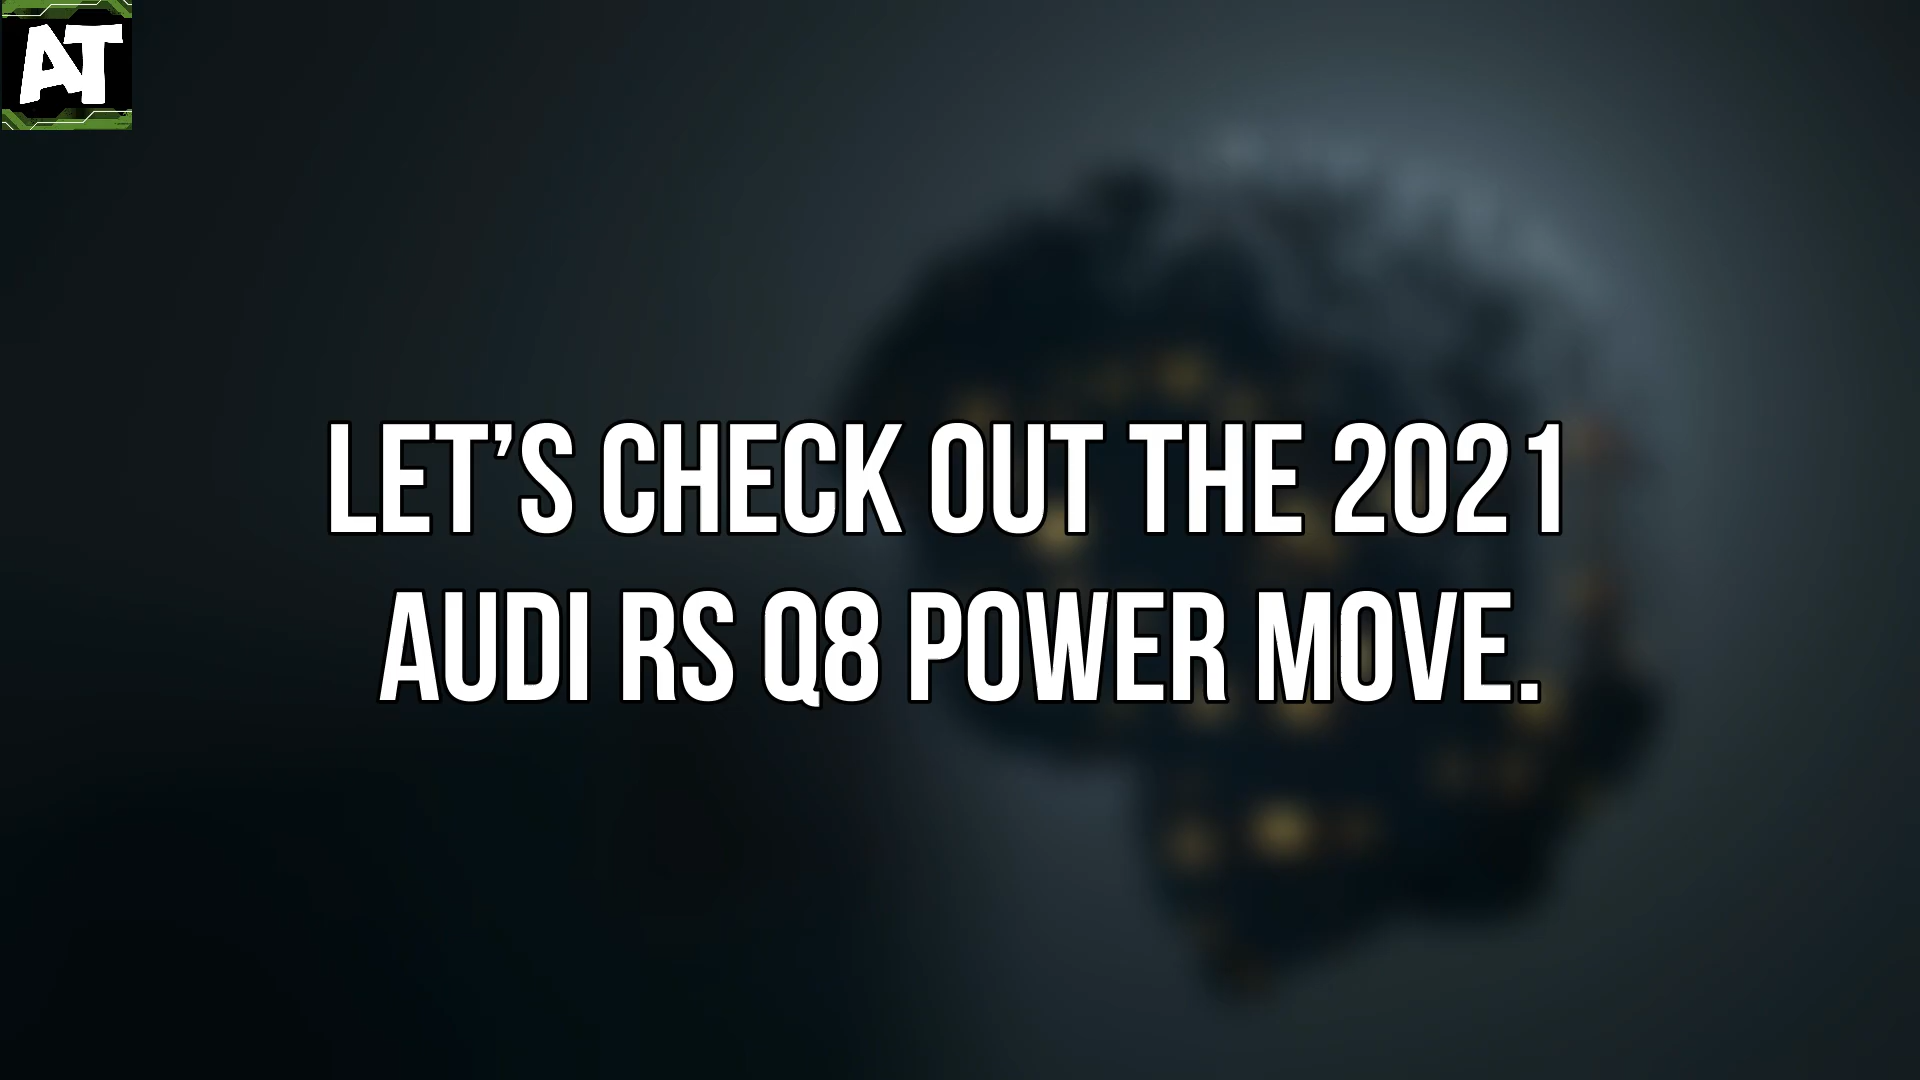 AT
LET’S CHECK OUT THE 2021
AUDI RS Q8 POWER MOVE.